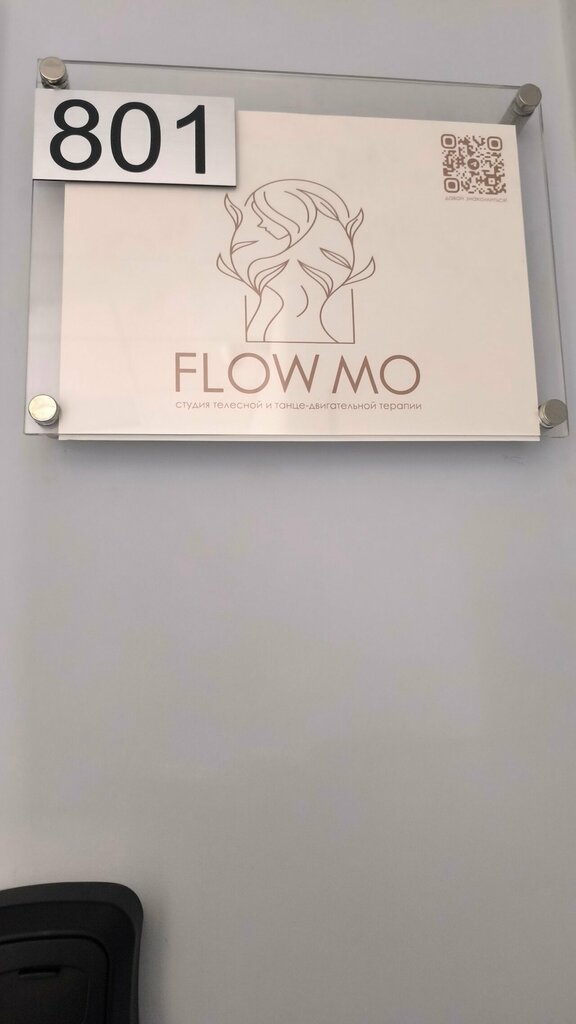 801
давай знакомиться!
FLOW MO
студия телесной и танце-двигательной терапии